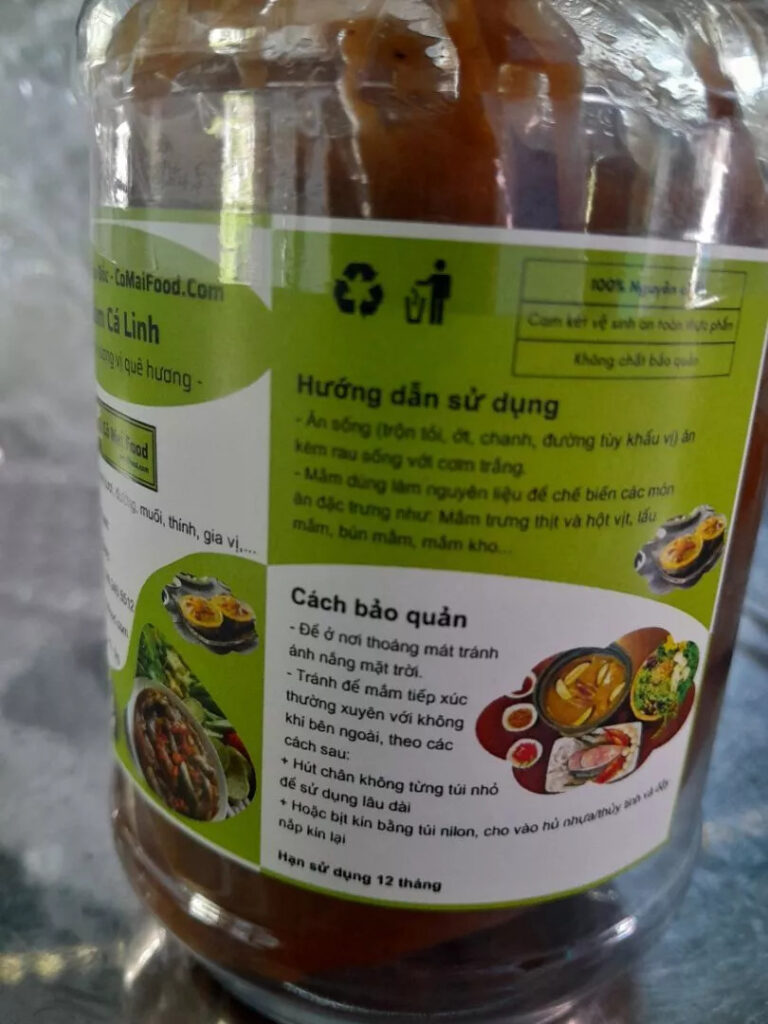 CoMaiFood.Com
Cá Linh
vị quê hương -
Cô Mai Food
muối, thính, gia vị,...
100% Nguyên
Cam kết vệ sinh an toàn thực phẩm
Không chất bảo quản
Hướng dẫn sử dụng
- Ăn sống (trộn tỏi, ớt, chanh, đường tùy khẩu vị) ăn
kèm rau sống với cơm trắng.
- Mắm dùng làm nguyên liệu để chế biến các món
ăn đặc trưng như: Mắm trưng thịt và hột vịt, lẩu
mắm, bún mắm, mắm kho...
Cách bảo quản
- Để ở nơi thoáng mát tránh
ánh nắng mặt trời.
- Tránh để mắm tiếp xúc
thường xuyên với không
khí bên ngoài, theo các
cách sau:
+ Hút chân không từng túi nhỏ
để sử dụng lâu dài
+ Hoặc bịt kín bằng túi nilon, cho vào hủ nhựa/thủy tinh và đậy
nắp kín lại
Hạn sử dụng 12 tháng